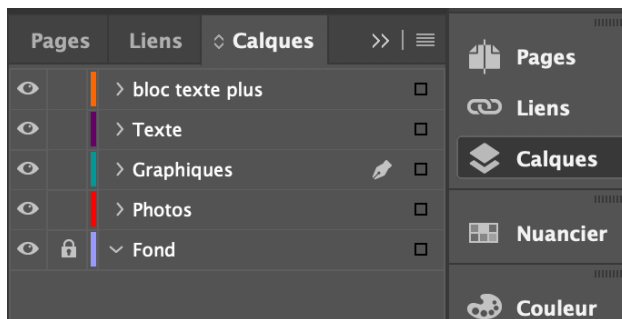 Pages Liens Calques
bloc texte plus
Texte
Graphiques
Photos
Fond
Pages
Liens
Calques
Nuancier
Couleur